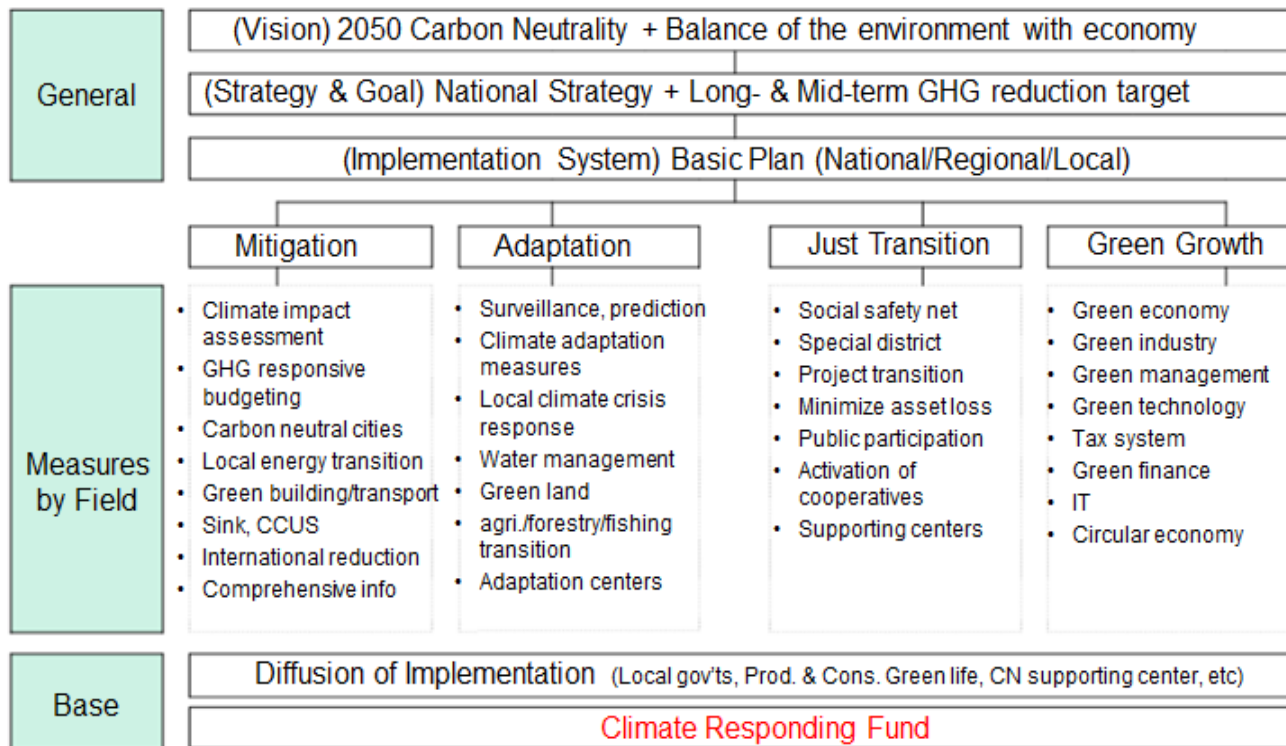 General
(Vision) 2050 Carbon Neutrality + Balance of the environment with economy
(Strategy & Goal) National Strategy + Long- & Mid-term GHG reduction target
(Implementation System) Basic Plan (National/Regional/Local)
Measures
by Field
Mitigation
• Climate impact
assessment
• GHG responsive
budgeting
• Carbon neutral cities
• Local energy transition
• Green building/transport
• Sink, CCUS
• International reduction
• Comprehensive info
Adaptation
• Surveillance, prediction
• Climate adaptation
measures
• Local climate crisis
response
• Water management
• Green land
• agri./forestry/fishing
transition
• Adaptation centers
Just Transition
• Social safety net
• Special district
• Project transition
• Minimize asset loss
• Public participation
• Activation of
cooperatives
• Supporting centers
Green Growth
• Green economy
• Green industry
• Green management
• Green technology
• Tax system
• Green finance
• IT
• Circular economy
Base
Diffusion of Implementation (Local gov'ts, Prod. & Cons. Green life, CN supporting center, etc)
Climate Responding Fund